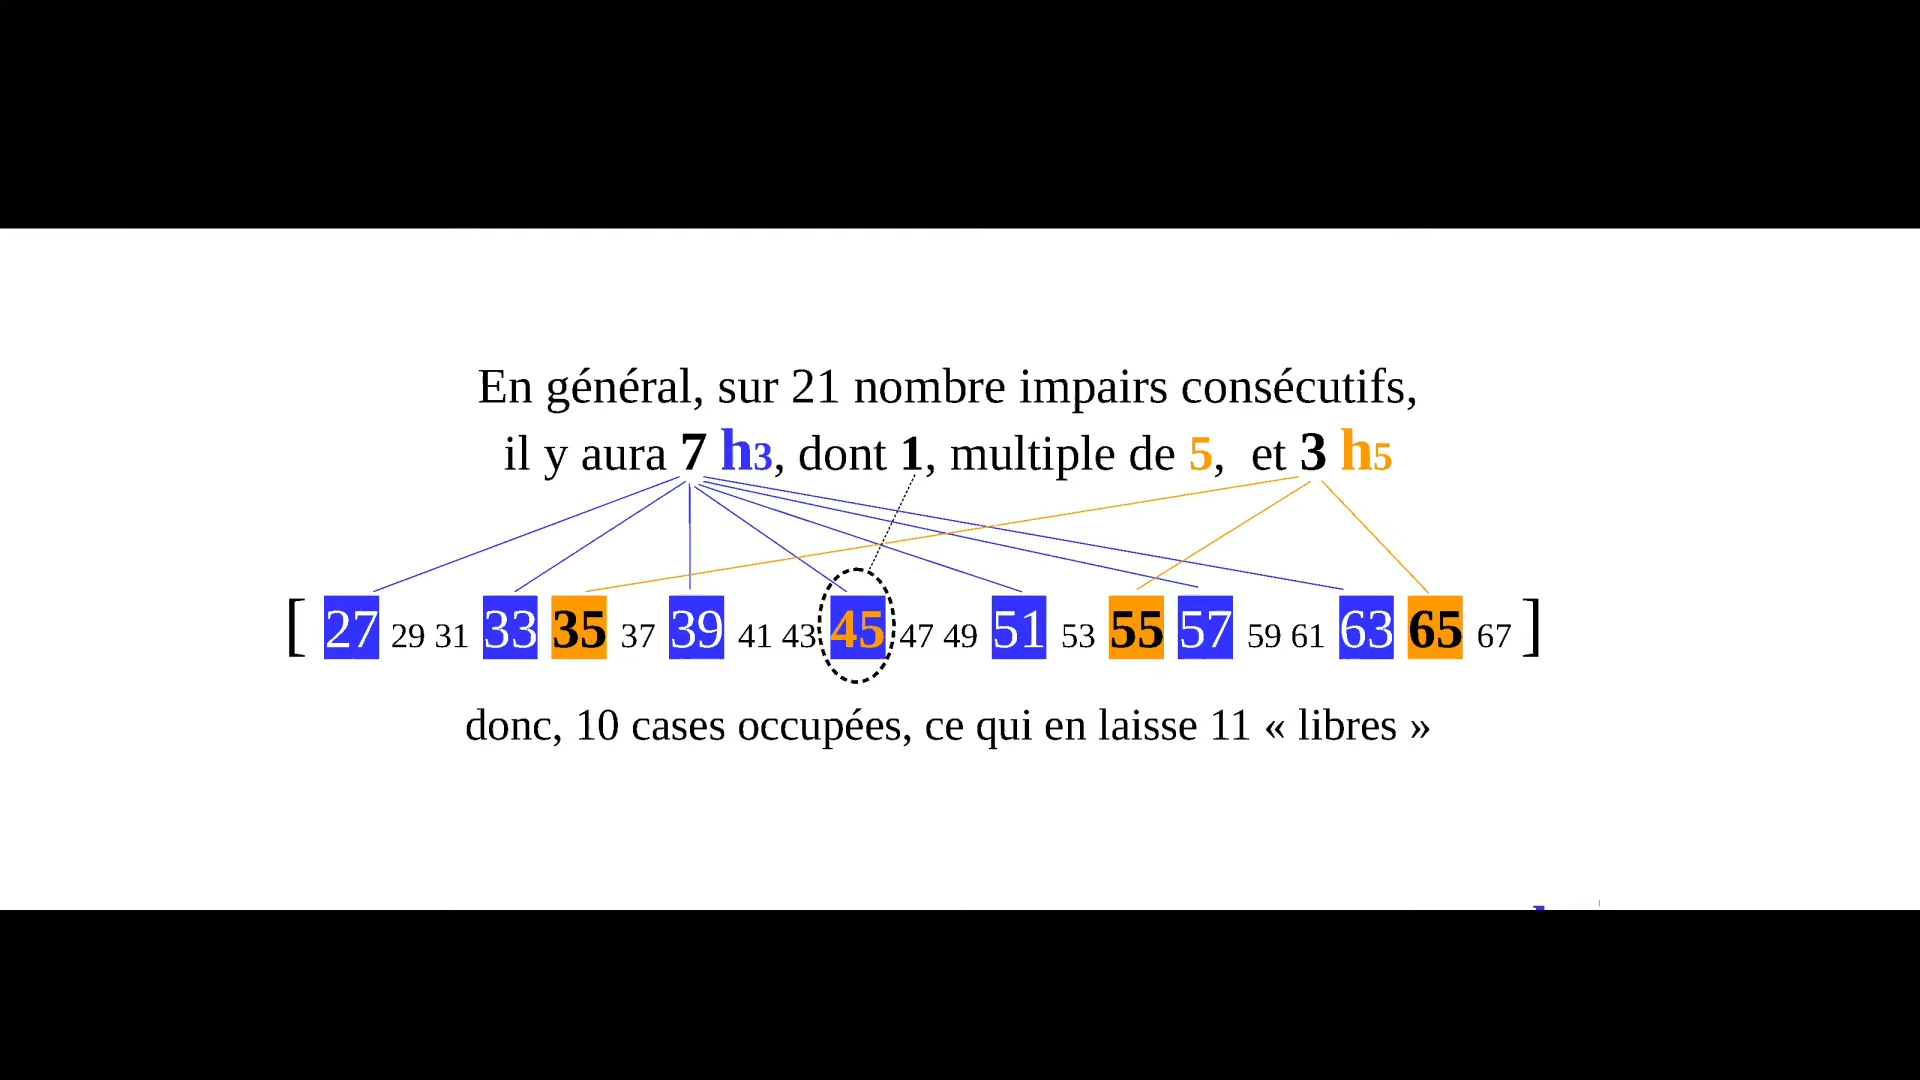 En général, sur 21 nombre impairs consécutifs,
il y aura 7 h3, dont 1, multiple de 5, et 3 h5
[ 27 29 31 33 35 37 39 41 43 45 47 49 51 53 55 57 59 61 63 65 67 ]
donc, 10 cases occupées, ce qui en laisse 11 « libres »